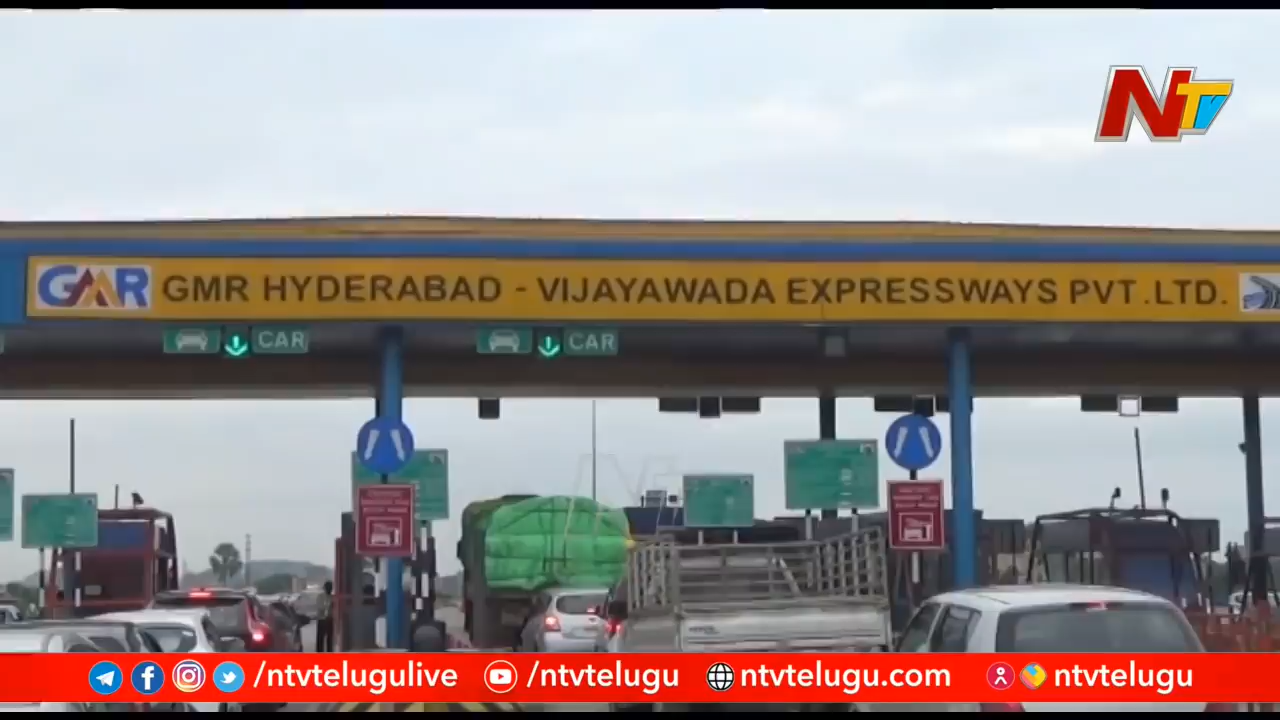 NTV
GMR GMR HYDERABAD - VIJAYAWADA EXPRESSWAYS PVT.LTD.
CAR CAR
/ntvtelugulive /ntvtelugu ntvtelugu.com ntvtelugu